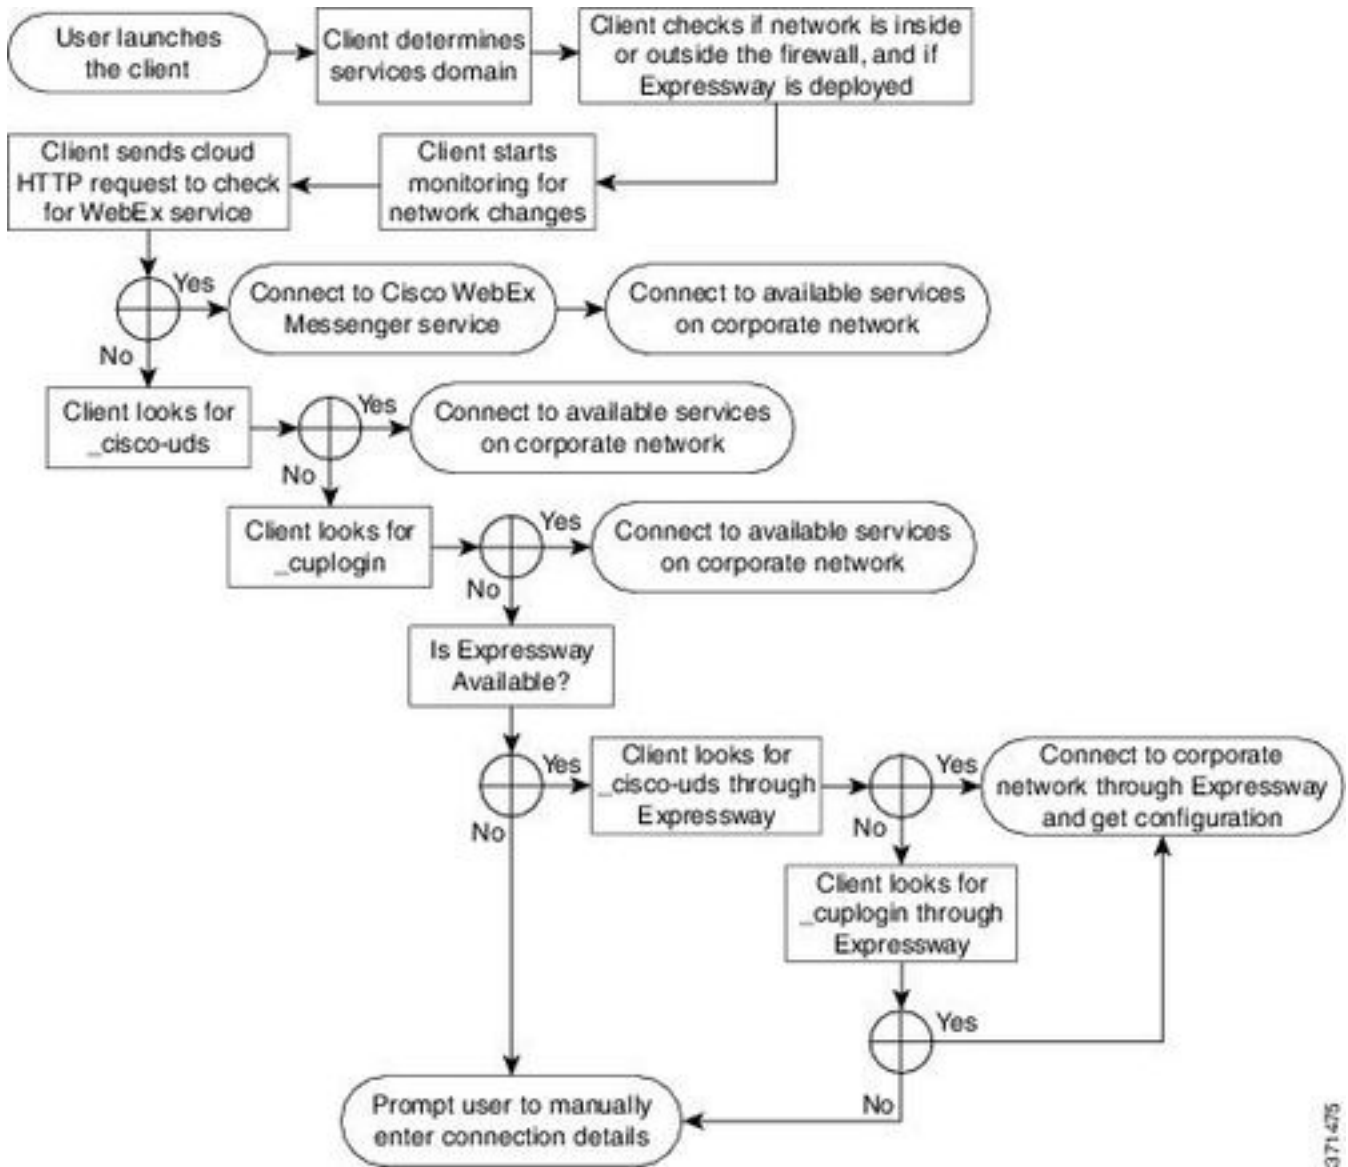 User launches
the client
Client determines
services domain
Client checks if network is inside
or outside the firewall, and if
Expressway is deployed
Client sends cloud
HTTP request to check
for WebEx service
Client starts
monitoring for
network changes
Yes
Connect to Cisco WebEx
Messenger service
Connect to available services
on corporate network
No
Client looks for
_cisco-uds
Yes
Connect to available services
on corporate network
No
Client looks for
_cuplogin
Yes
Connect to available services
on corporate network
No
Is Expressway
Available?
Yes
Client looks for
_cisco-uds through
Expressway
Yes
Connect to corporate
network through Expressway
and get configuration
No
No
Client looks for
_cuplogin through
Expressway
Yes
No
Prompt user to manually
enter connection details
371475